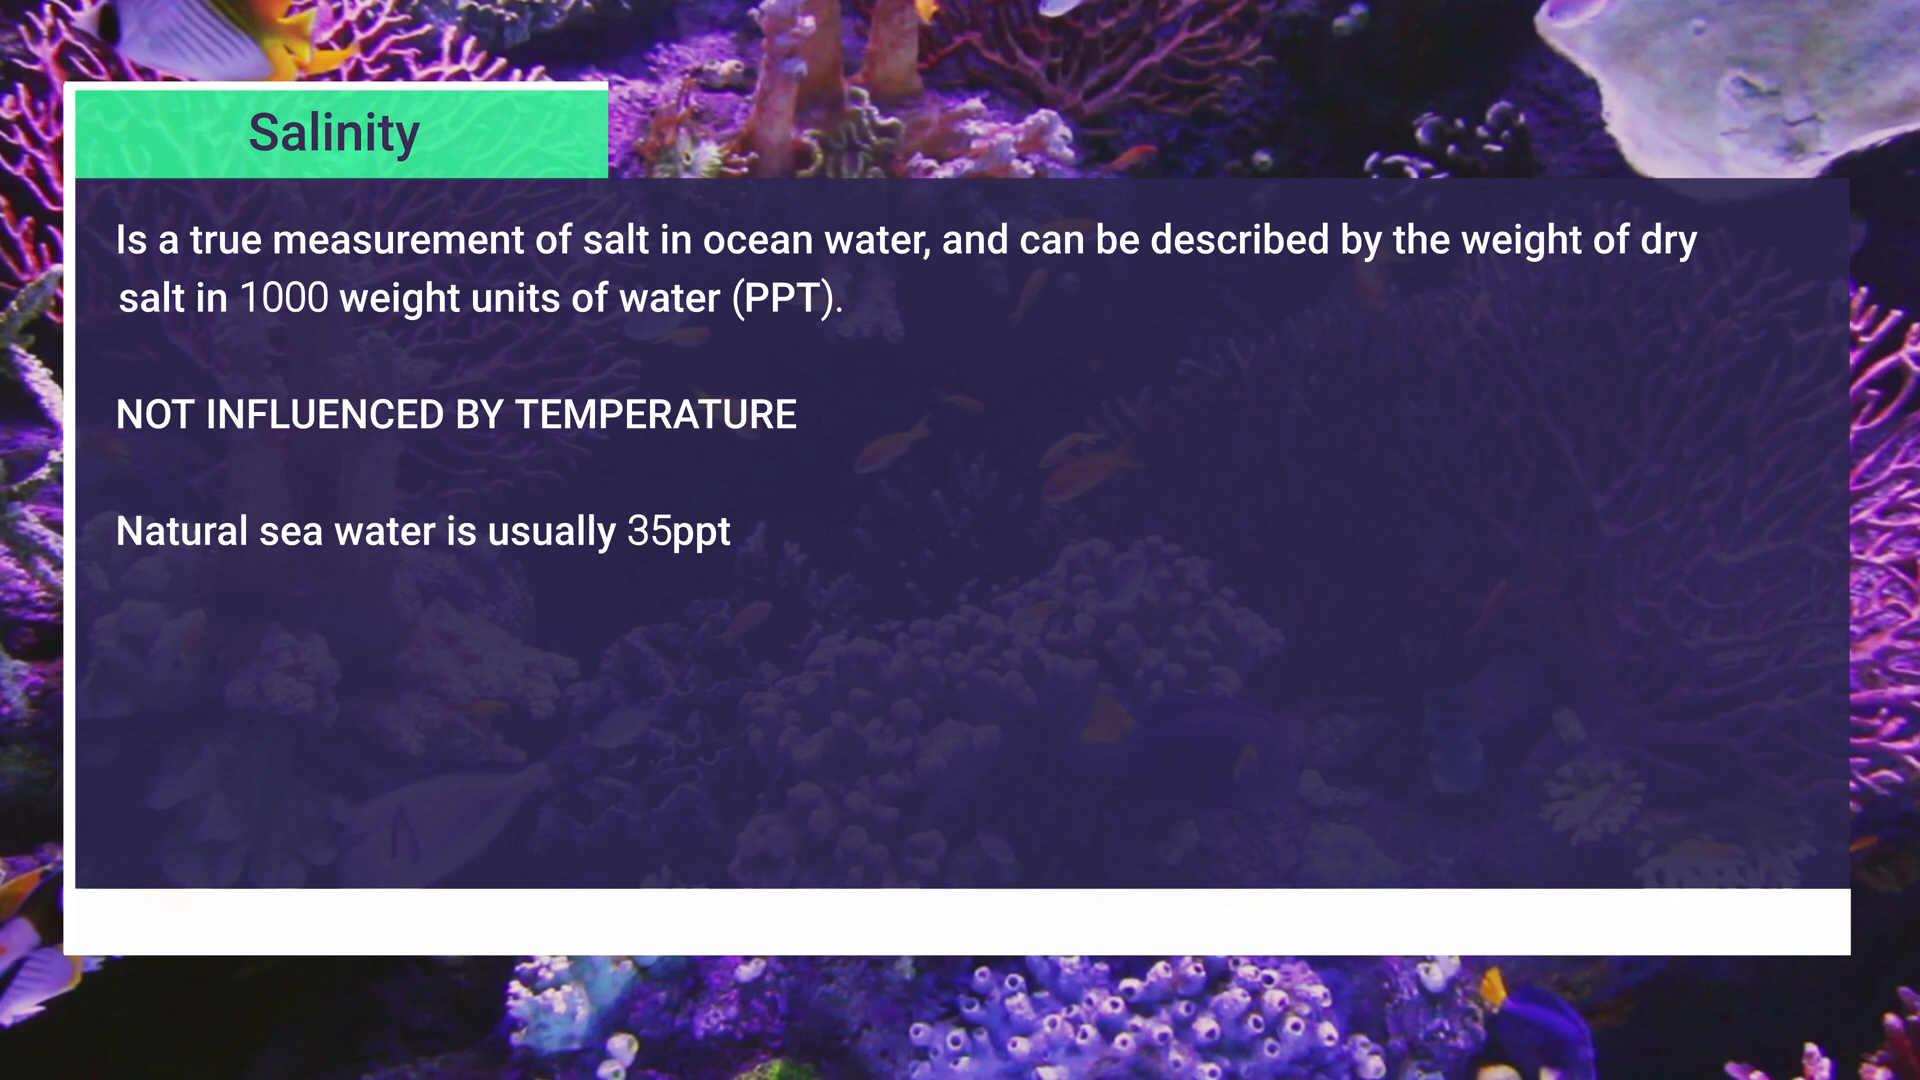 Salinity
Is a true measurement of salt in ocean water, and can be described by the weight of dry
salt in 1000 weight units of water (PPT).
NOT INFLUENCED BY TEMPERATURE
Natural sea water is usually 35ppt